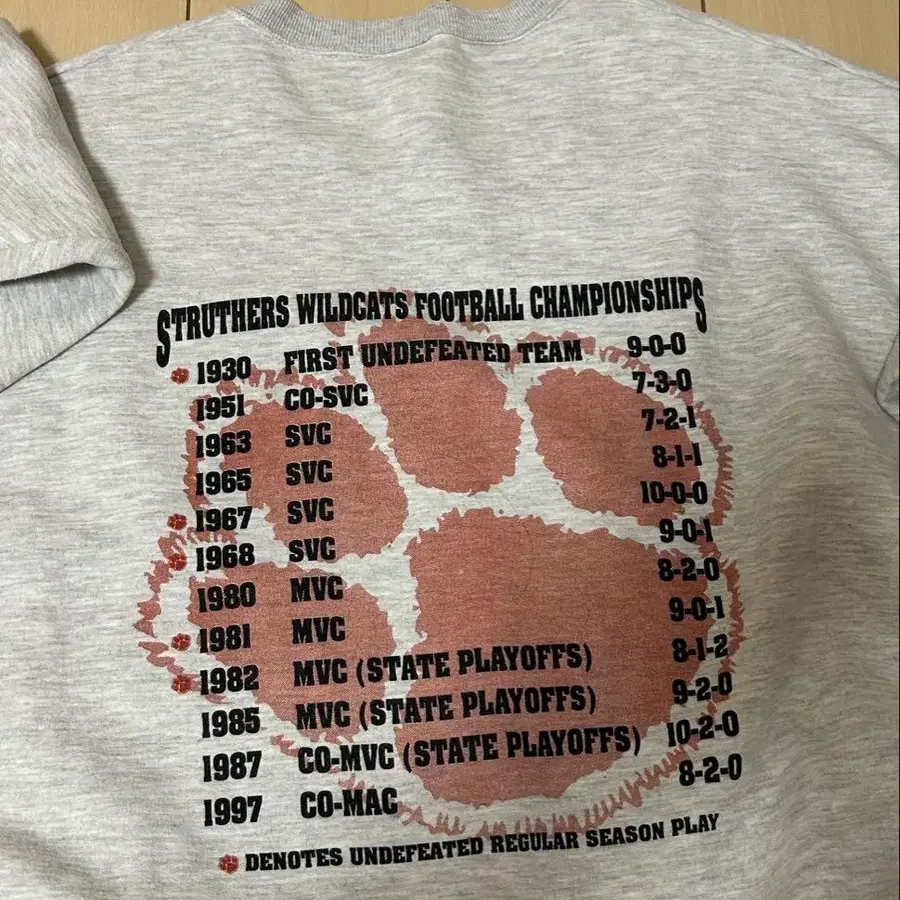 STRUTHERS WILDCATS FOOTBALL CHAMPIONSHIPS
1930 FIRST UNDEFEATED TEAM 9-0-0
1951 CO-SVC 7-3-0
1963 SVC 7-2-1
1965 SVC 8-1-1
1967 SVC 10-0-0
1968 SVC 9-0-1
1980 MVC 8-2-0
1981 MVC 9-0-1
1982 MVC (STATE PLAYOFFS) 8-1-2
1985 MVC (STATE PLAYOFFS) 9-2-0
1987 CO-MVC (STATE PLAYOFFS) 10-2-0
1997 CO-MAC 8-2-0
DENOTES UNDEFEATED REGULAR SEASON PLAY